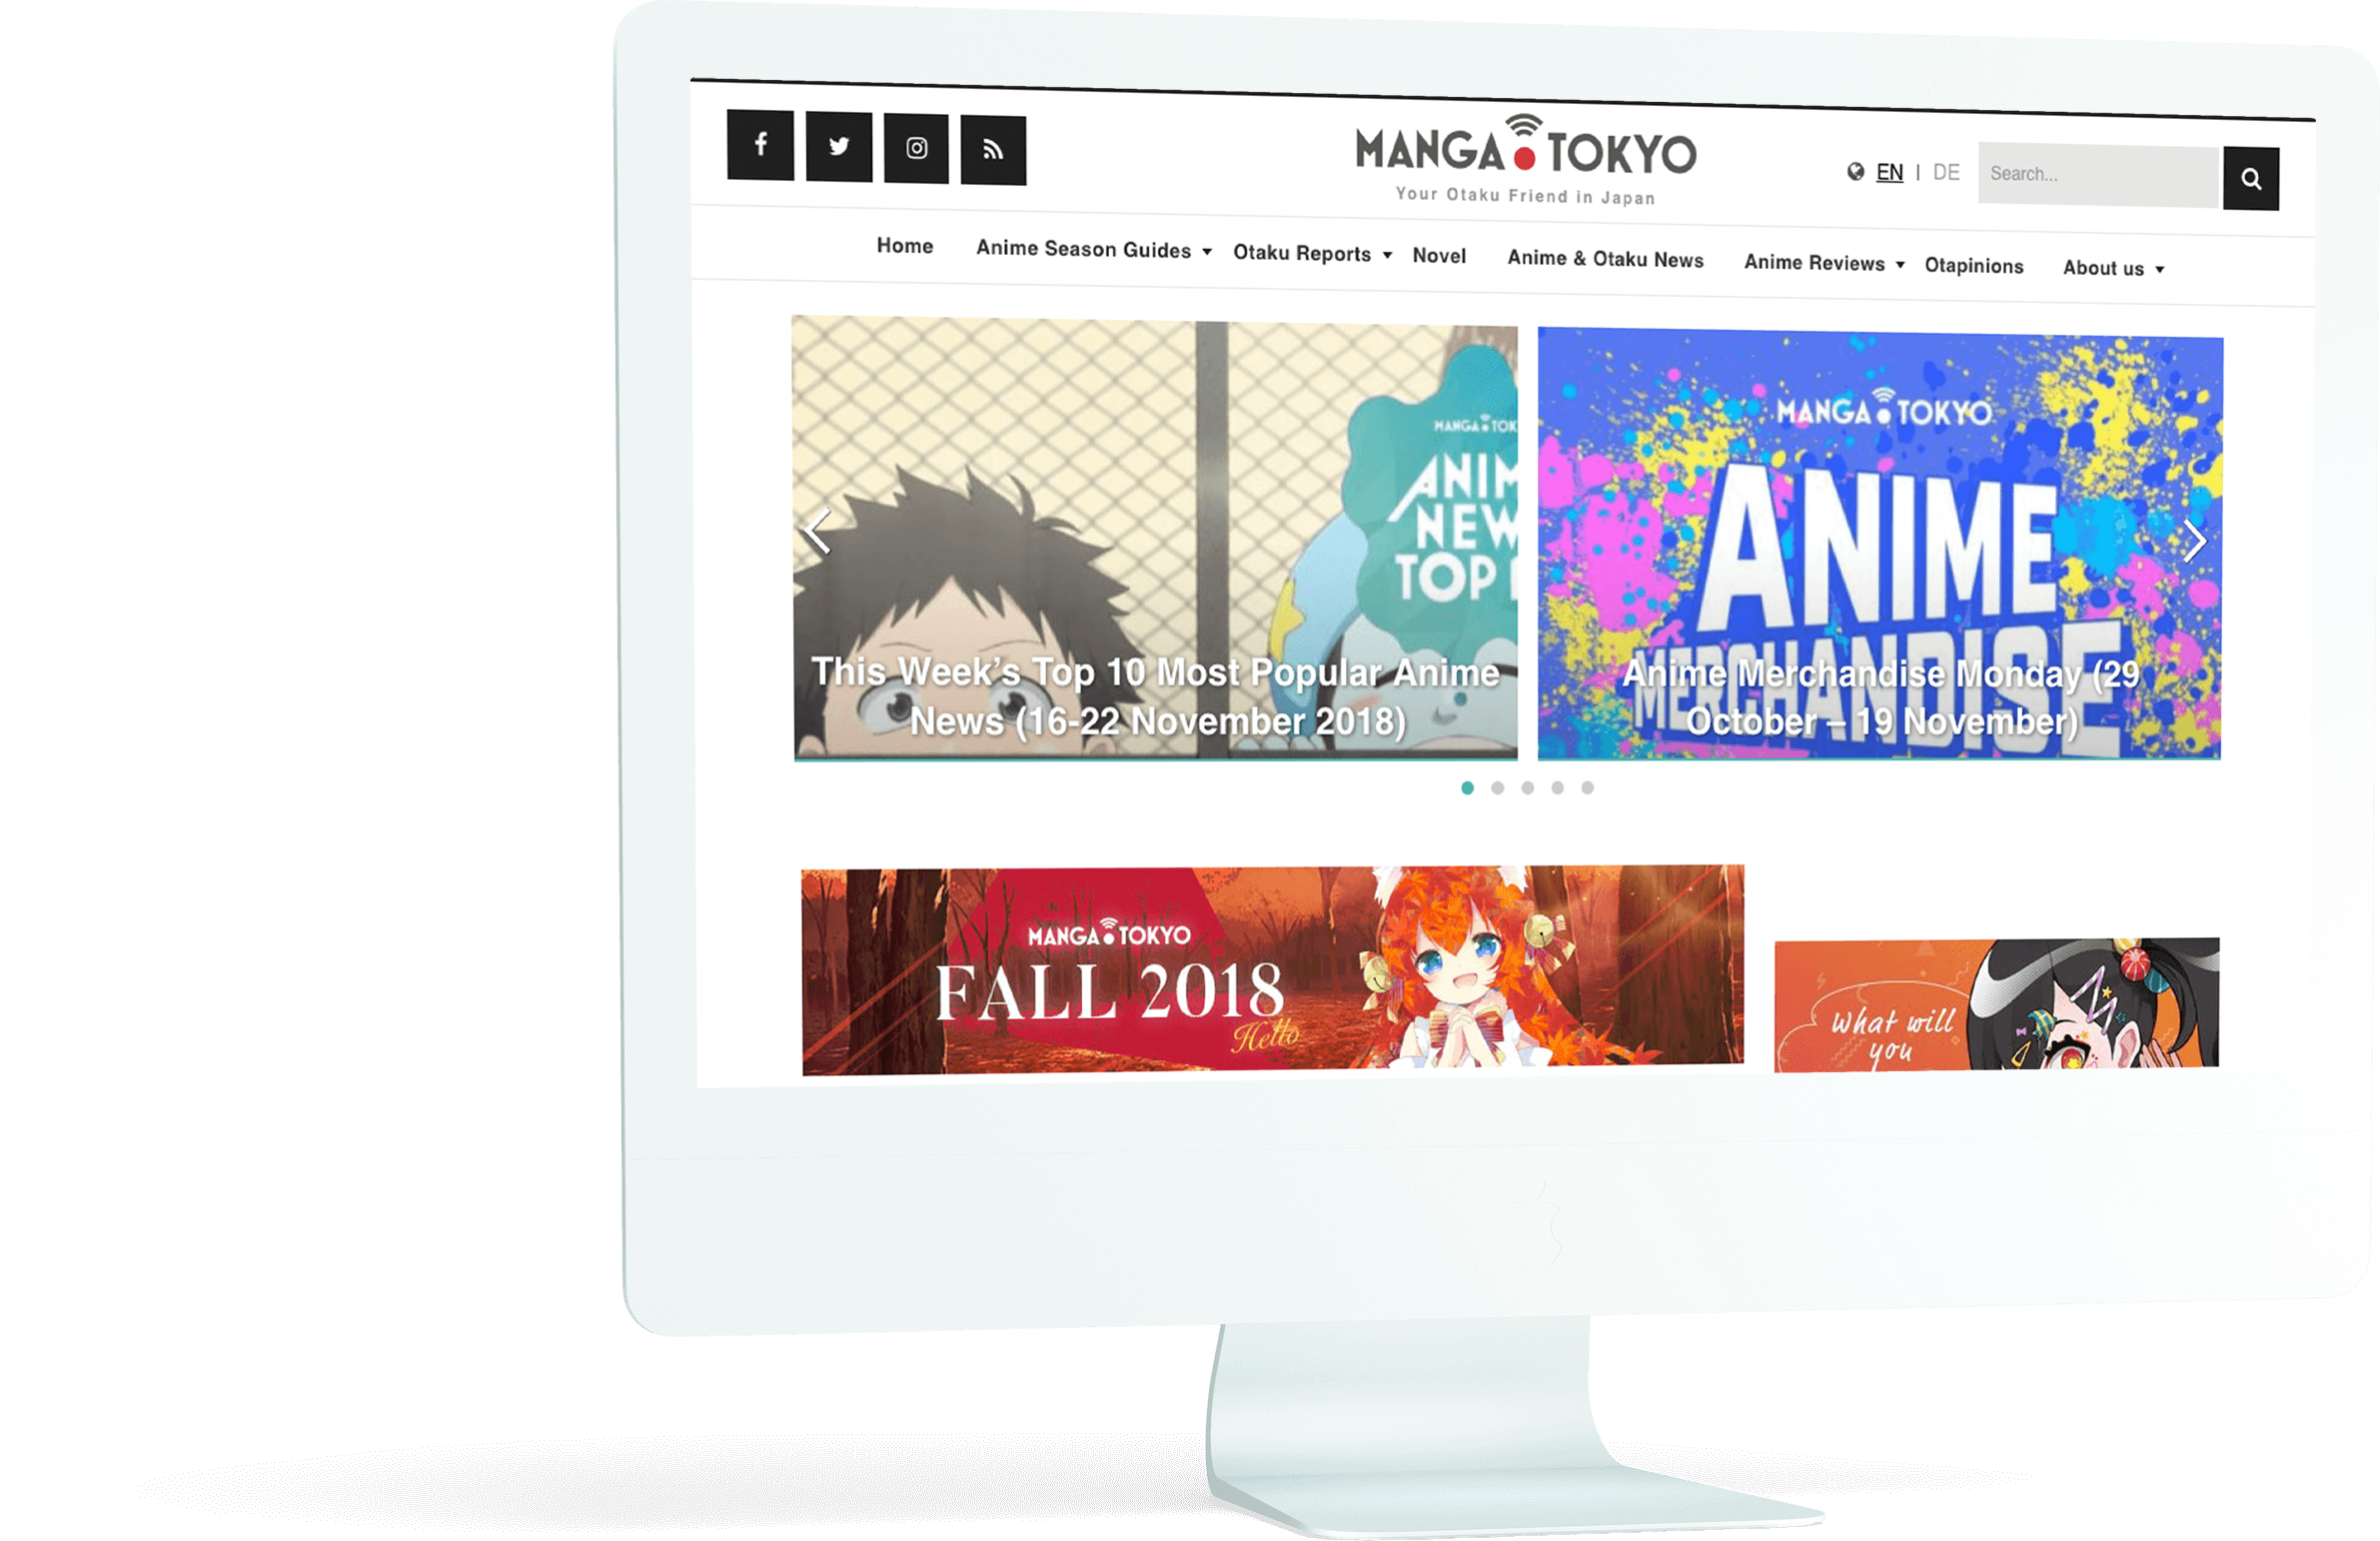 MANGA TOKYO
Your Otaku Friend in Japan
EN | DE
Search...
Home Anime Season Guides Otaku Reports Novel Anime & Otaku News Anime Reviews Otapinions About us
MANGA TOK
ANIM
NEW
TOP
This Week’s Top 10 Most Popular Anime
News (16-22 November 2018)
MANGA TOKYO
ANIME
MERCHANDISE
Anime Merchandise Monday (29
October – 19 November)
MANGA TOKYO
FALL 2018
Hello
What will
you